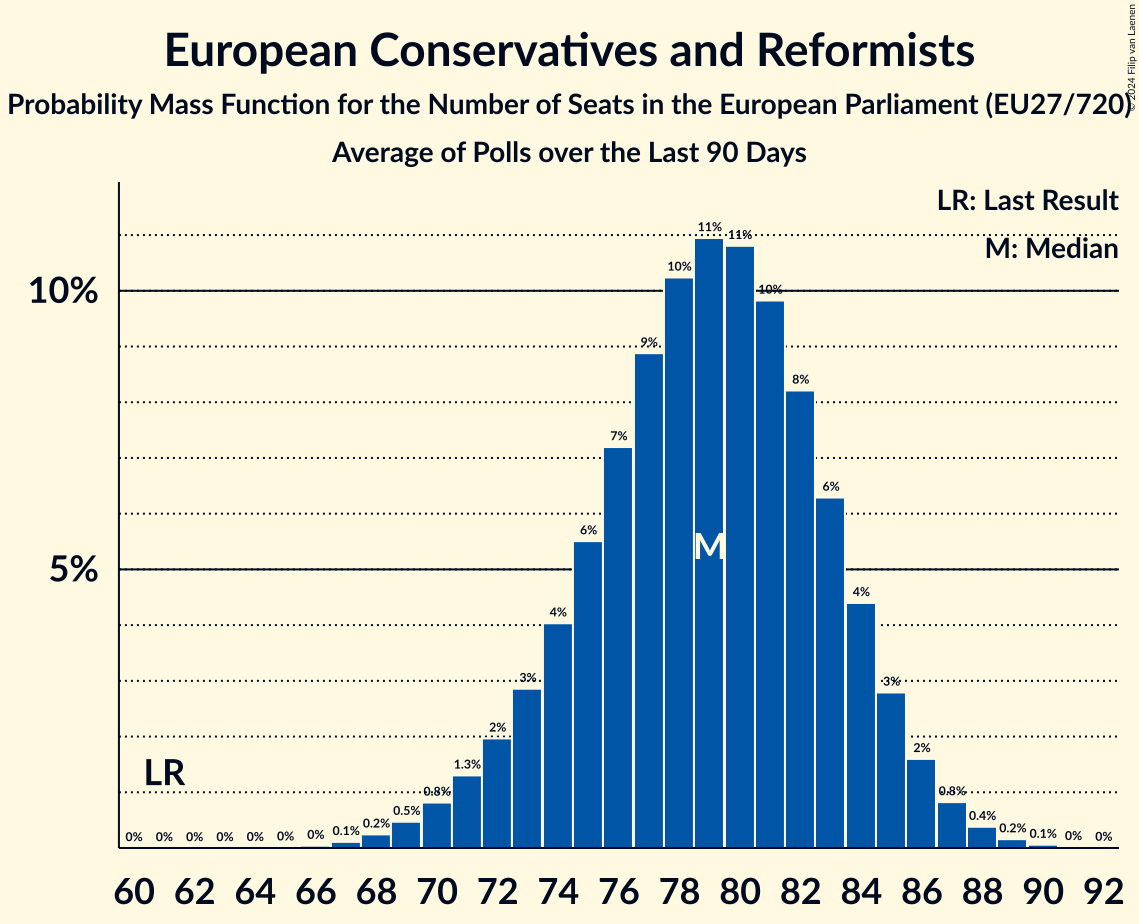 European Conservatives and Reformists
Probability Mass Function for the Number of Seats in the European Parliament (EU27/720)
Average of Polls over the Last 90 Days
© 2024 Filip van Laenen
LR: Last Result
M: Median
10%
5%
LR
M
0% 0% 0% 0% 0% 0% 0% 0.1% 0.2% 0.5% 0.8% 1.3% 2% 3% 4% 6% 7% 9% 10% 11% 11% 10% 8% 6% 4% 3% 2% 0.8% 0.4% 0.2% 0.1% 0% 0%
60 62 64 66 68 70 72 74 76 78 80 82 84 86 88 90 92